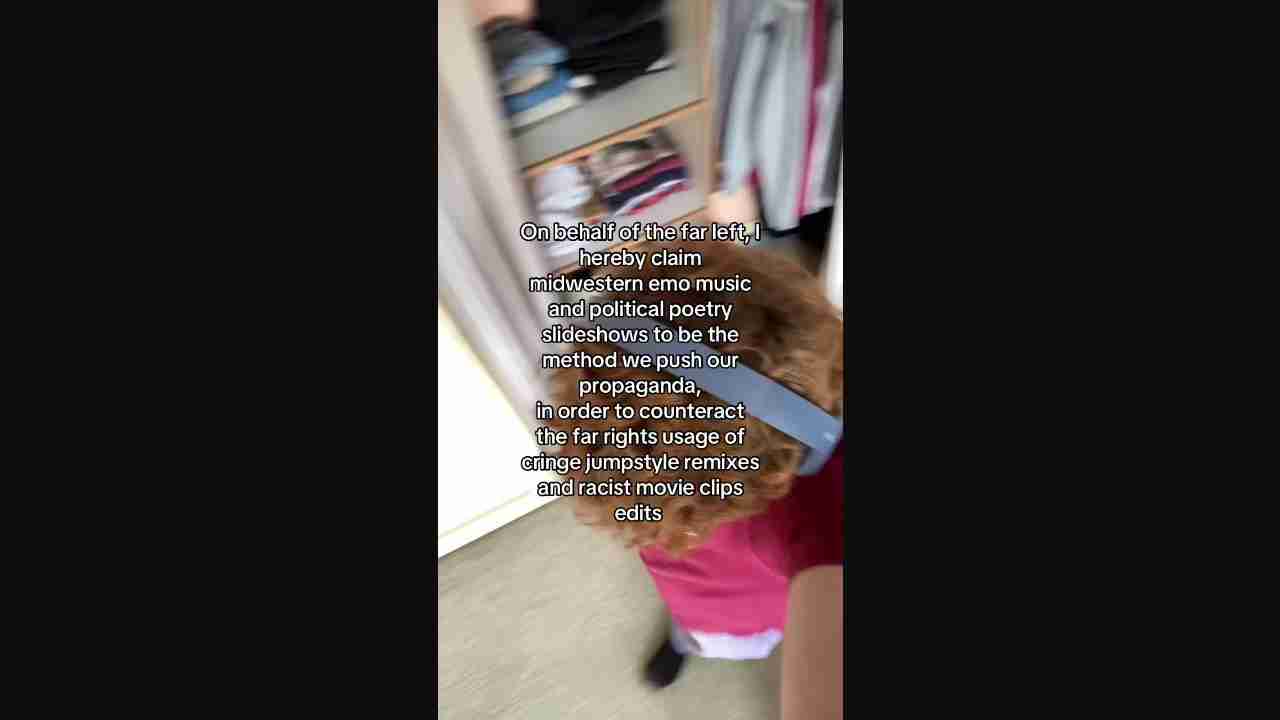 On behalf of the far left, I
hereby claim
midwestern emo music
and political poetry
slideshows to be the
method we push our
propaganda,
in order to counteract
the far rights usage of
cringe jumpstyle remixes
and racist movie clips
edits